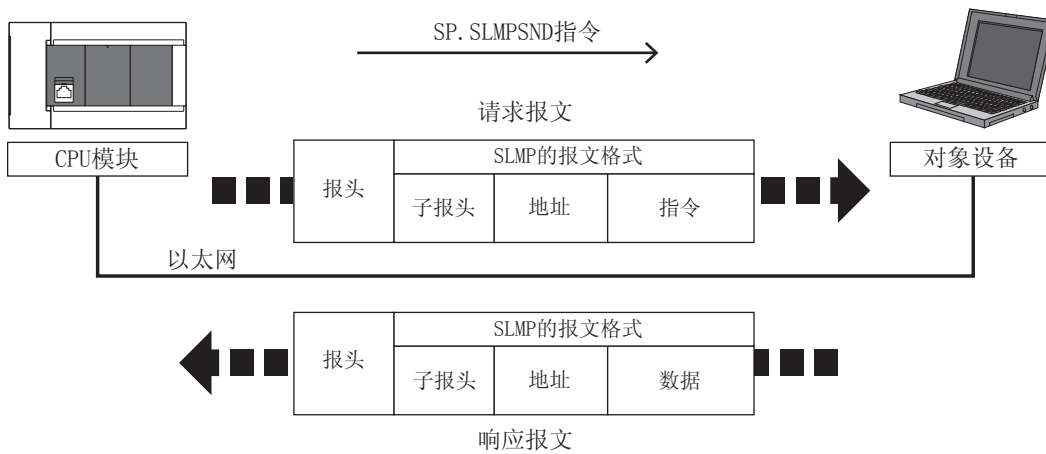 SP.SLMPSND指令
请求报文
CPU模块
对象设备
报头
SLMP的报文格式
子报头
地址
指令
以太网
报头
SLMP的报文格式
子报头
地址
数据
响应报文